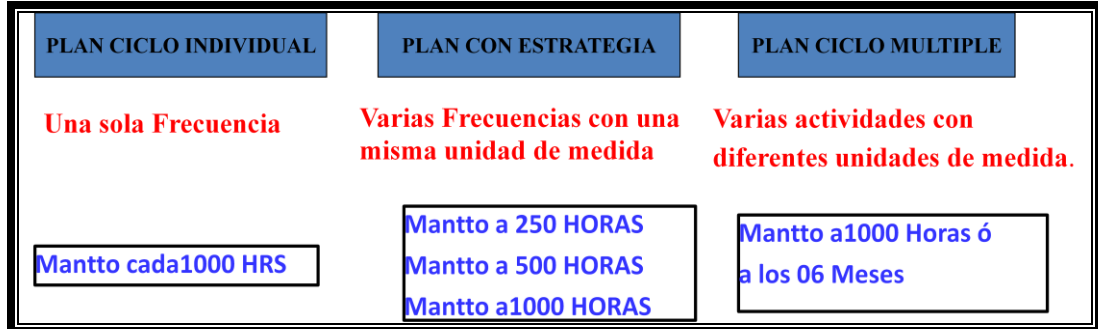 PLAN CICLO INDIVIDUAL
PLAN CON ESTRATEGIA
PLAN CICLO MULTIPLE
Una sola Frecuencia
Varias Frecuencias con una
misma unidad de medida
Varias actividades con
diferentes unidades de medida.
Mantto cada1000 HRS
Mantto a 250 HORAS
Mantto a 500 HORAS
Mantto a1000 HORAS
Mantto a1000 Horas ó
a los 06 Meses